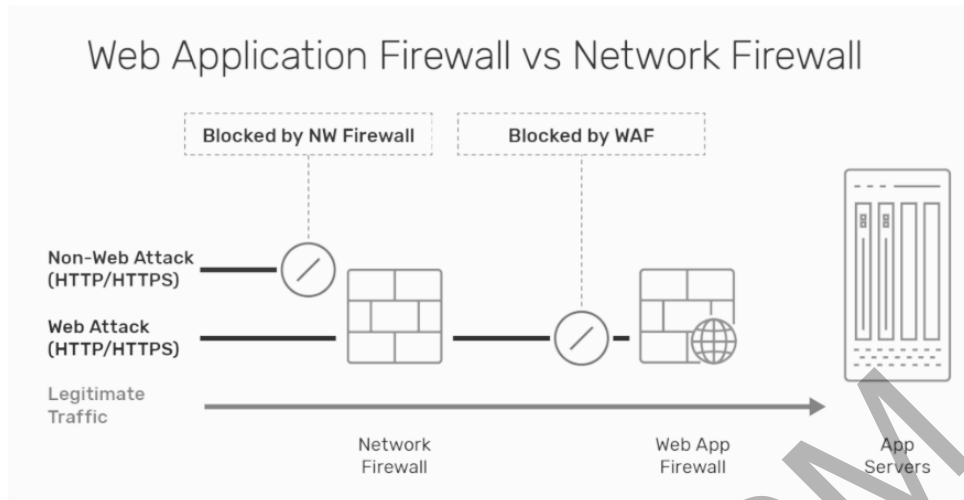 Web Application Firewall vs Network Firewall
Blocked by NW Firewall
Blocked by WAF
Non-Web Attack
(HTTP/HTTPS)
Web Attack
(HTTP/HTTPS)
Legitimate
Traffic
Network
Firewall
Web App
Firewall
App
Servers